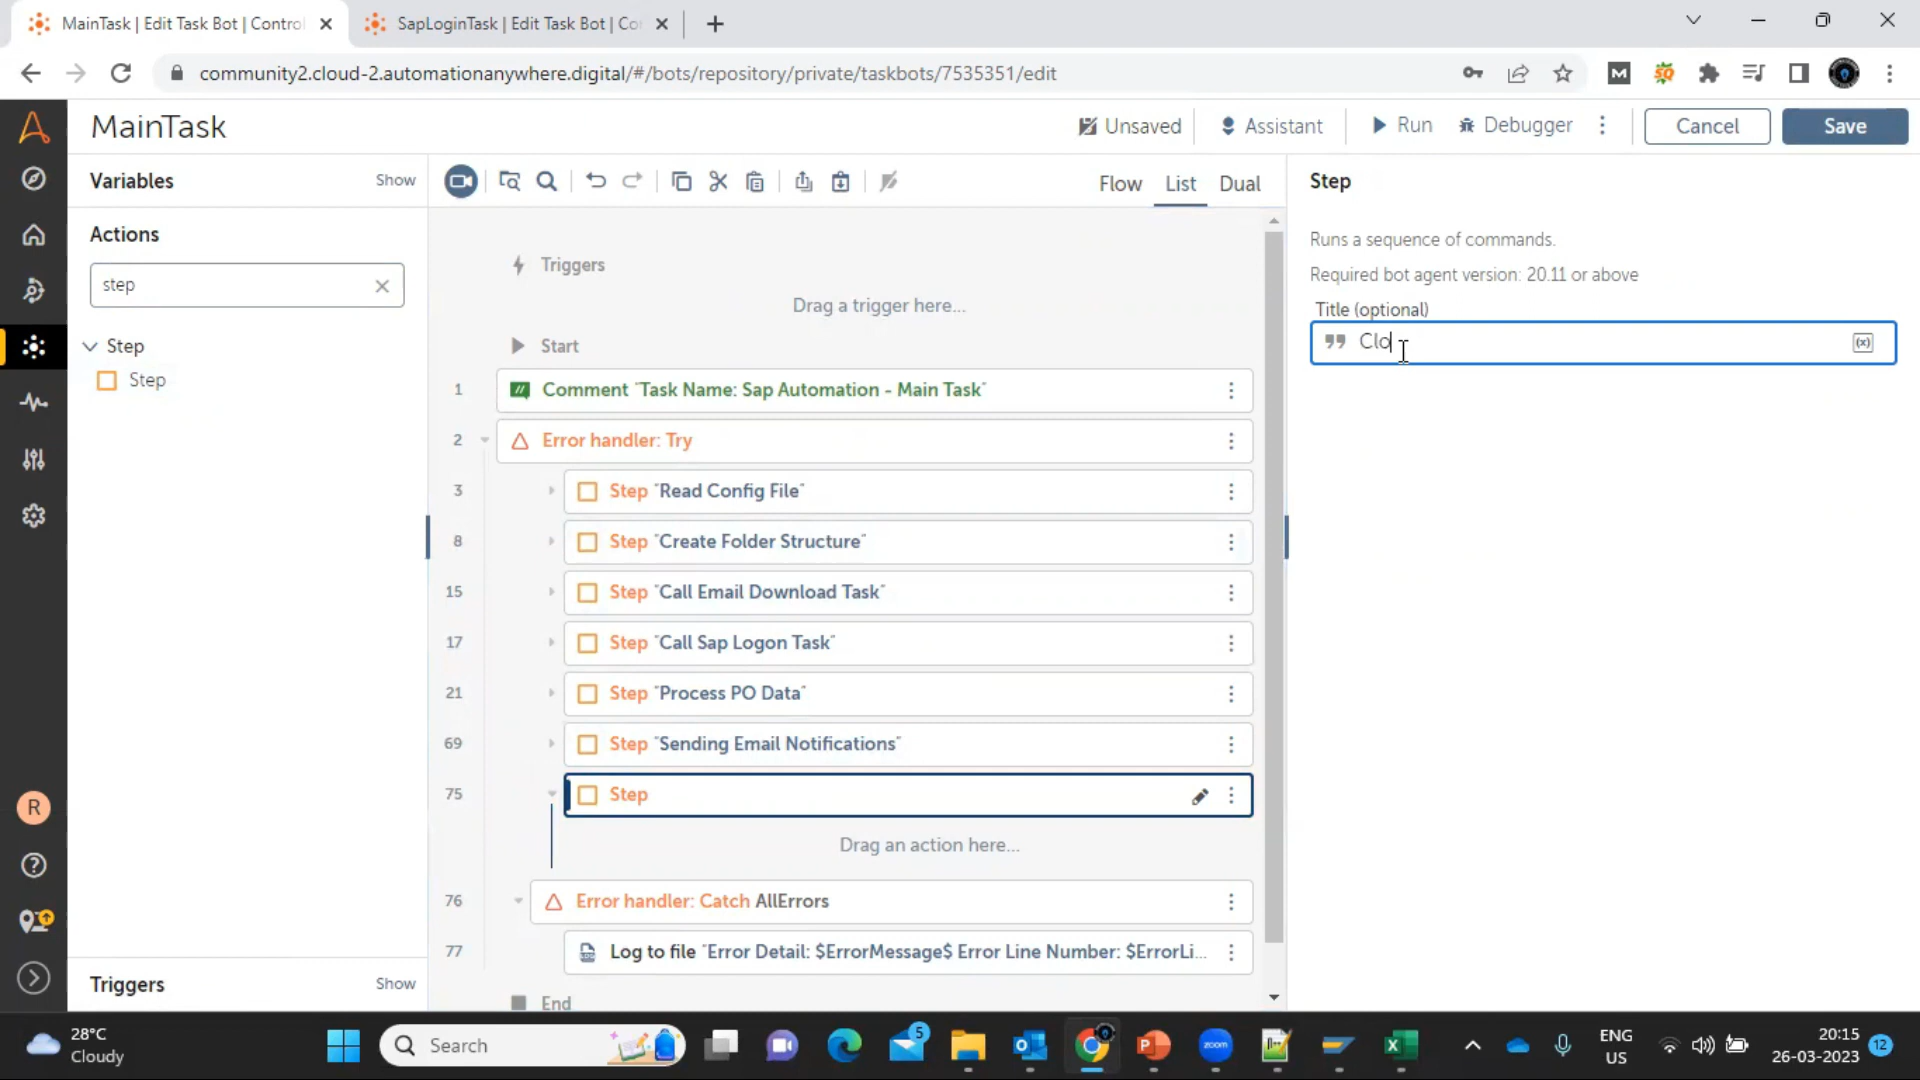 MainTask | Edit Task Bot | Control
SapLoginTask | Edit Task Bot | Co
community2.cloud-2.automationanywhere.digital/#/bots/repository/private/taskbots/7535351/edit
MainTask
Unsaved
Assistant
Run
Debugger
Cancel
Save
Variables
Show
Flow
List
Dual
Step
Actions
step
Step
Step
Runs a sequence of commands.
Required bot agent version: 20.11 or above
Title (optional)
Clo
(x)
Triggers
Drag a trigger here...
Start
1 Comment "Task Name: Sap Automation - Main Task"
2 Error handler: Try
3 Step "Read Config File"
8 Step "Create Folder Structure"
15 Step "Call Email Download Task"
17 Step "Call Sap Logon Task"
21 Step "Process PO Data"
69 Step "Sending Email Notifications"
75 Step
Drag an action here...
76 Error handler: Catch AllErrors
77 Log to file "Error Detail: $ErrorMessage$ Error Line Number: $ErrorLi...
End
R
Triggers
Show
28°C
Cloudy
Search
5
zoom
ENG
US
20:15
26-03-2023
12